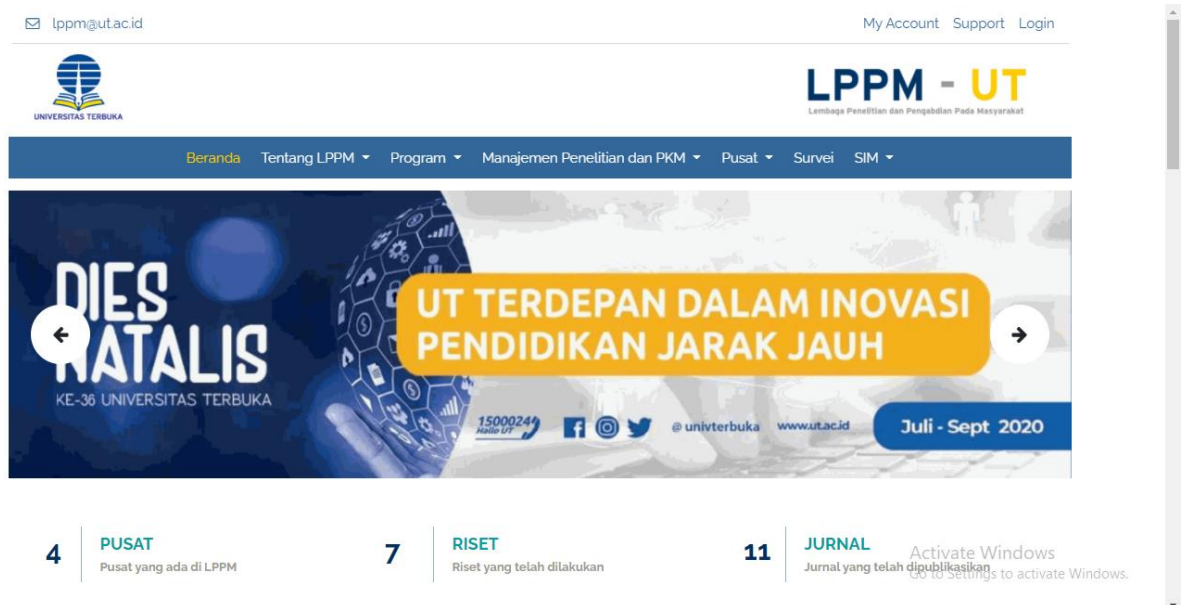 lppm@ut.ac.id
My Account Support Login
UNIVERSITAS TERBUKA
LPPM - UT
Lembaga Penelitian dan Pengabdian Pada Masyarakat
Beranda Tentang LPPM Program Manajemen Penelitian dan PKM Pusat Survei SIM
DIES
NATALIS
KE-36 UNIVERSITAS TERBUKA
UT TERDEPAN DALAM INOVASI
PENDIDIKAN JARAK JAUH
1500024
Hallo UT
@univterbuka www.ut.ac.id
Juli - Sept 2020
4 PUSAT
Pusat yang ada di LPPM
7 RISET
Riset yang telah dilakukan
11 JURNAL
Jurnal yang telah dipublikasikan
Activate Windows
Go to Settings to activate Windows.